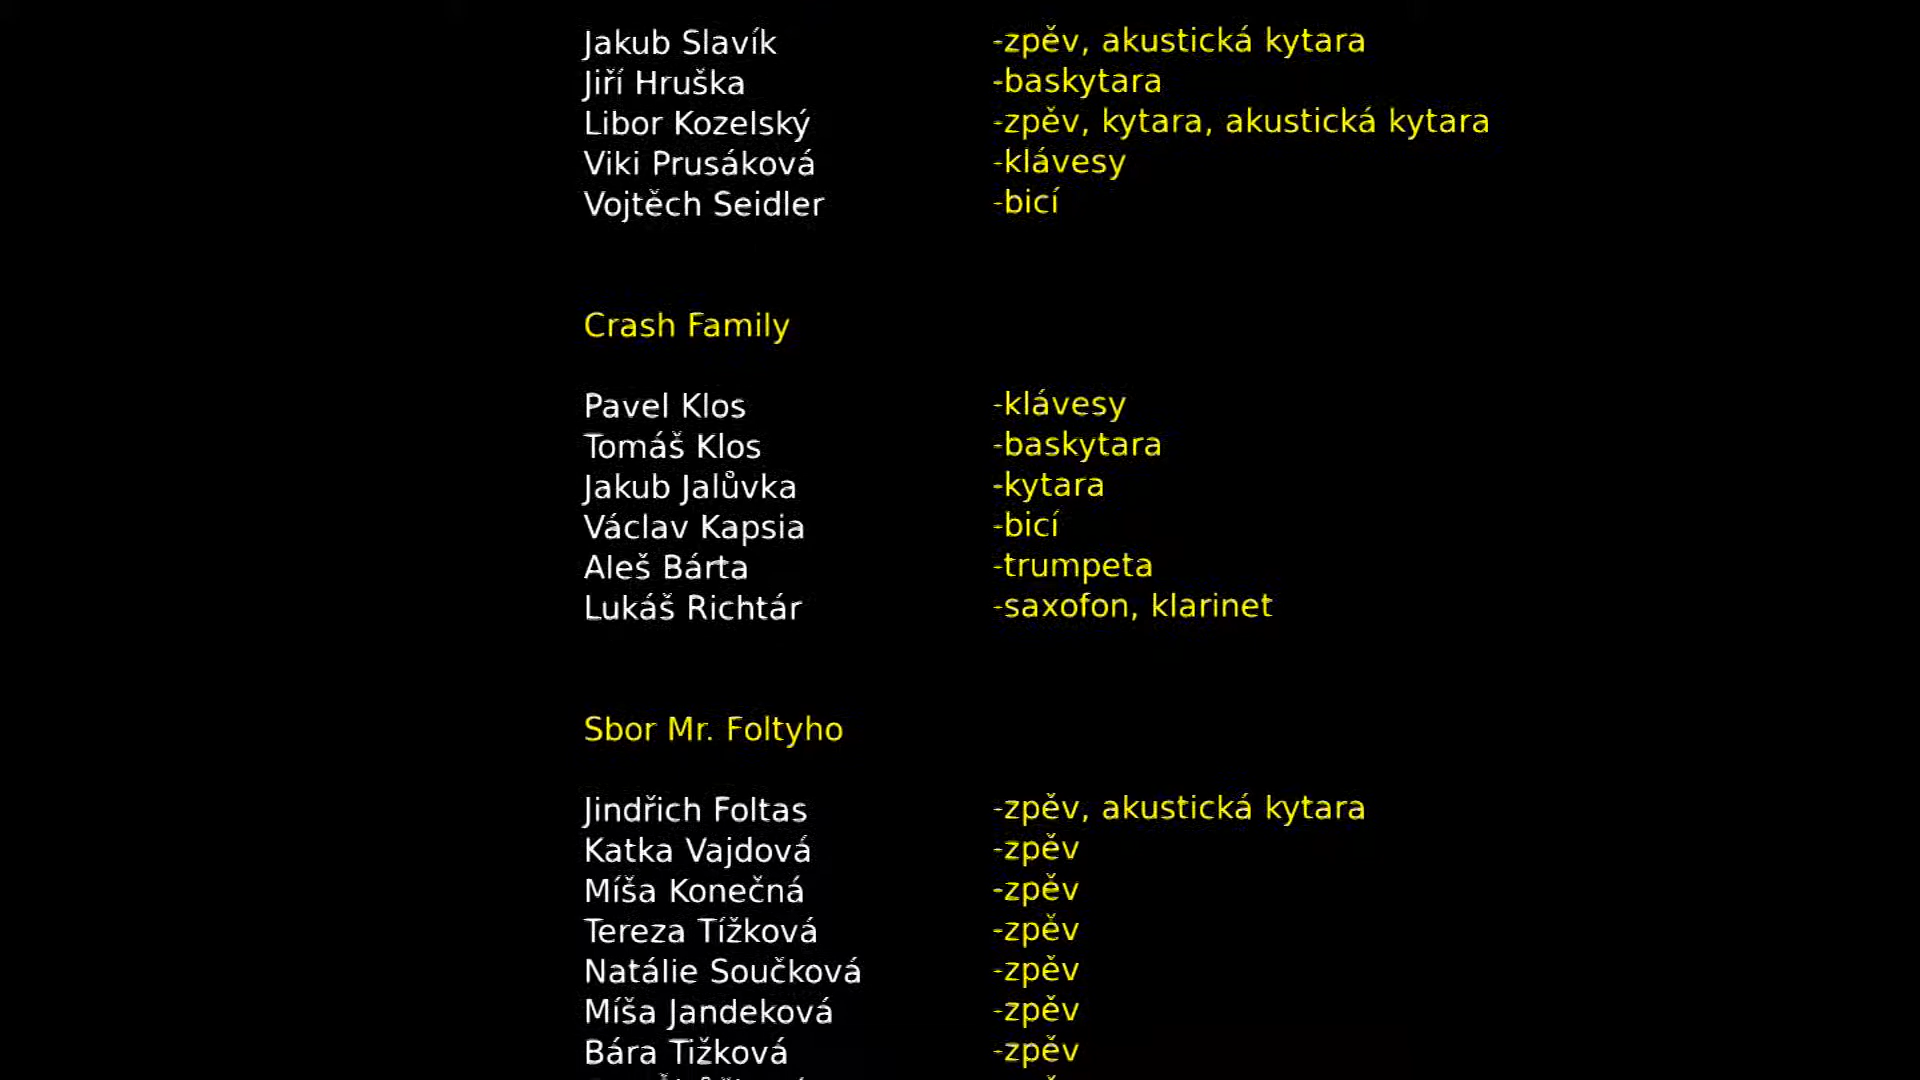 Jakub Slavík -zpěv, akustická kytara
Jiří Hruška -baskytara
Libor Kozelský -zpěv, kytara, akustická kytara
Viki Prusáková -klávesy
Vojtěch Seidler -bicí
Crash Family
Pavel Klos -klávesy
Tomáš Klos -baskytara
Jakub Jalůvka -kytara
Václav Kapsia -bicí
Aleš Bárta -trumpeta
Lukáš Richtár -saxofon, klarinet
Sbor Mr. Foltyho
Jindřich Foltas -zpěv, akustická kytara
Katka Vajdová -zpěv
Míša Konečná -zpěv
Tereza Tížková -zpěv
Natálie Součková -zpěv
Míša Jandeková -zpěv
Bára Tižková -zpěv